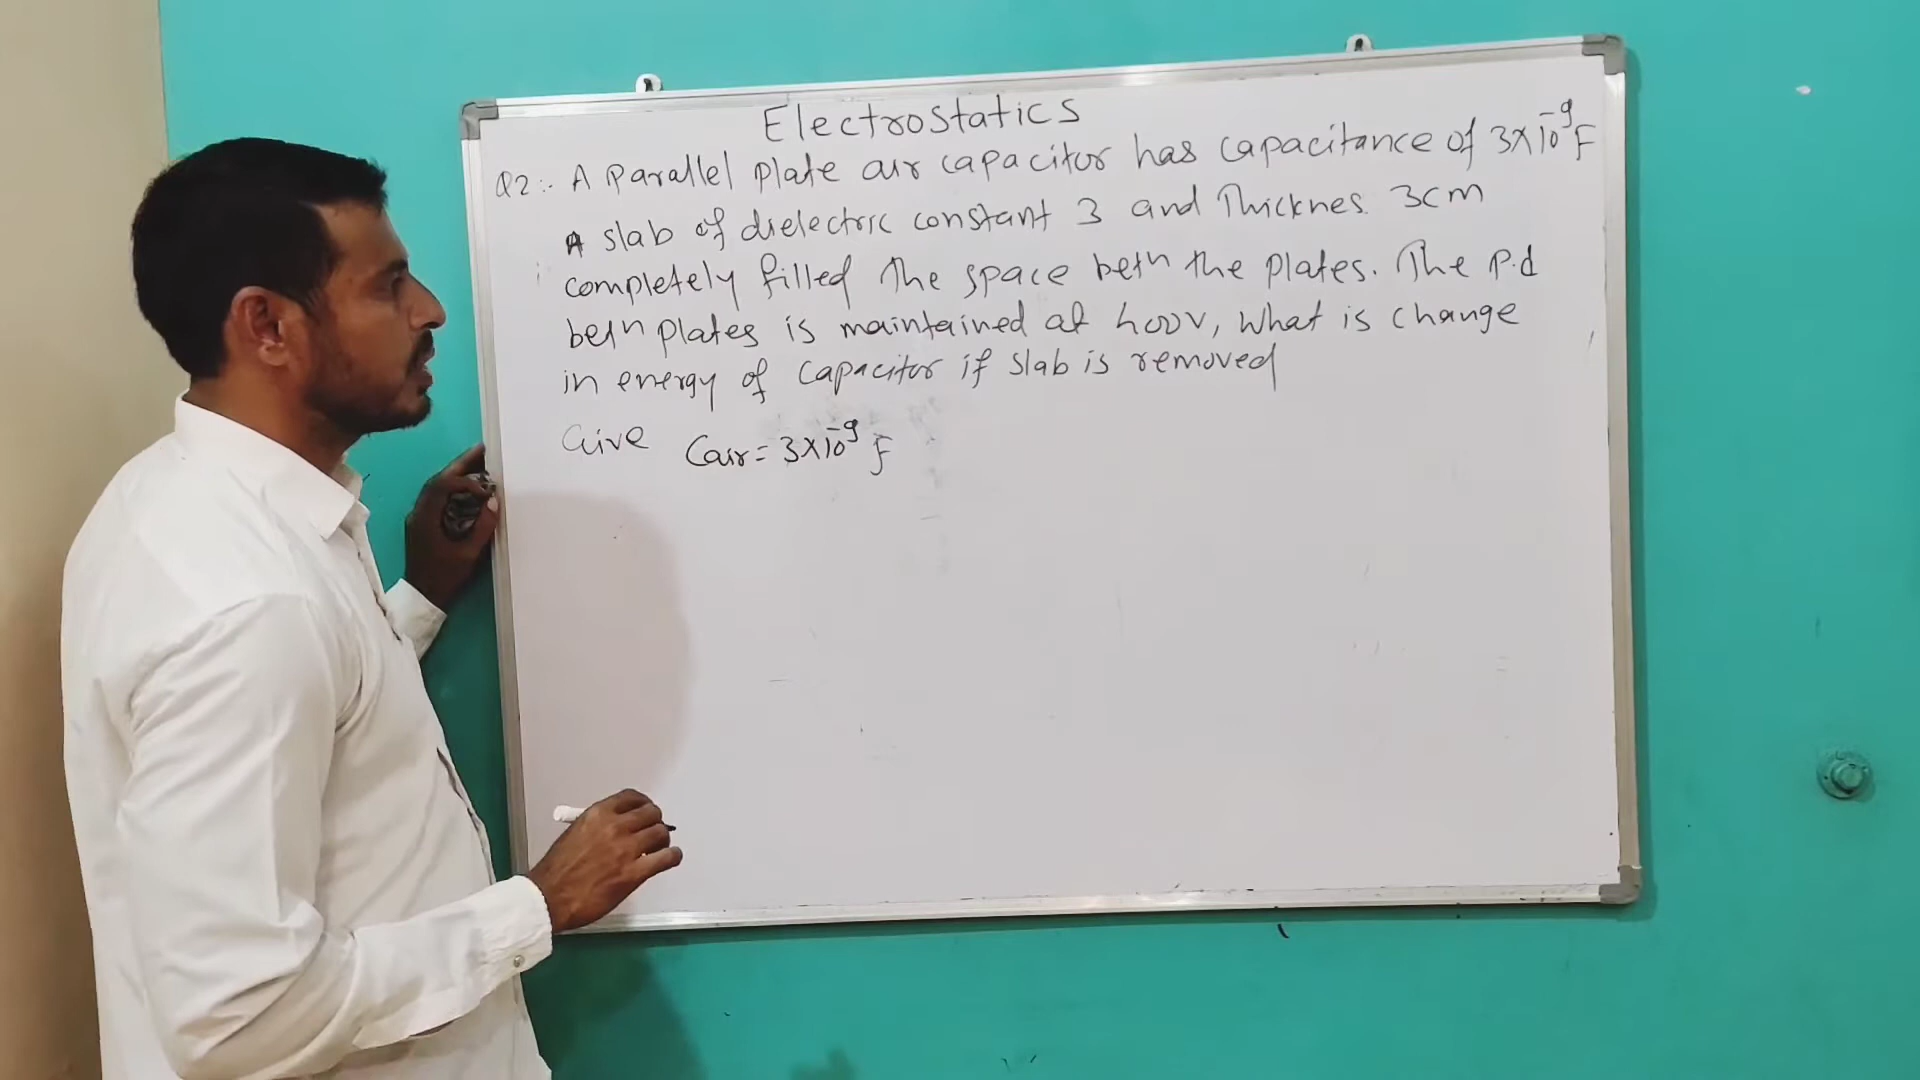 Electrostatics
Q2:- A parallel plate air capacitor has capacitance of 3×10⁻⁹F
A slab of dielectric constant 3 and Thicknes. 3cm
completely filled The space betn the plates. The p.d
betn plates is maintained at 400V, What is change
in energy of capacitor if slab is removed
Give Cair = 3×10⁻⁹ F